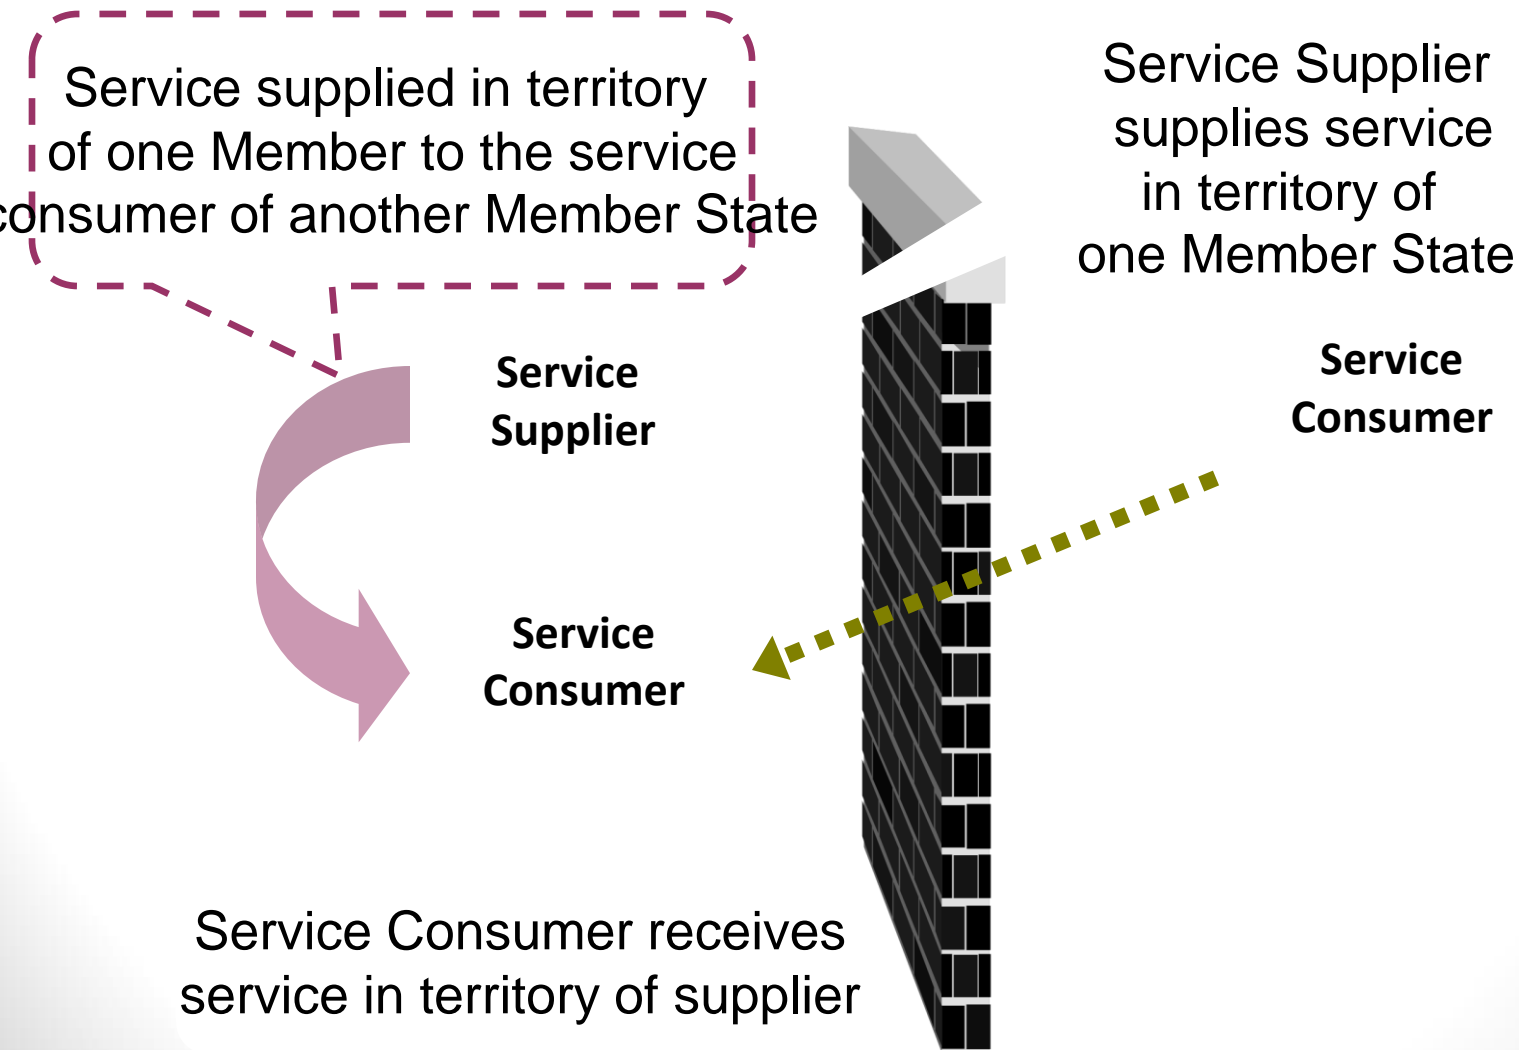 Service supplied in territory
of one Member to the service
consumer of another Member State
Service Supplier
supplies service
in territory of
one Member State
Service
Supplier
Service
Consumer
Service
Consumer
Service Consumer receives
service in territory of supplier